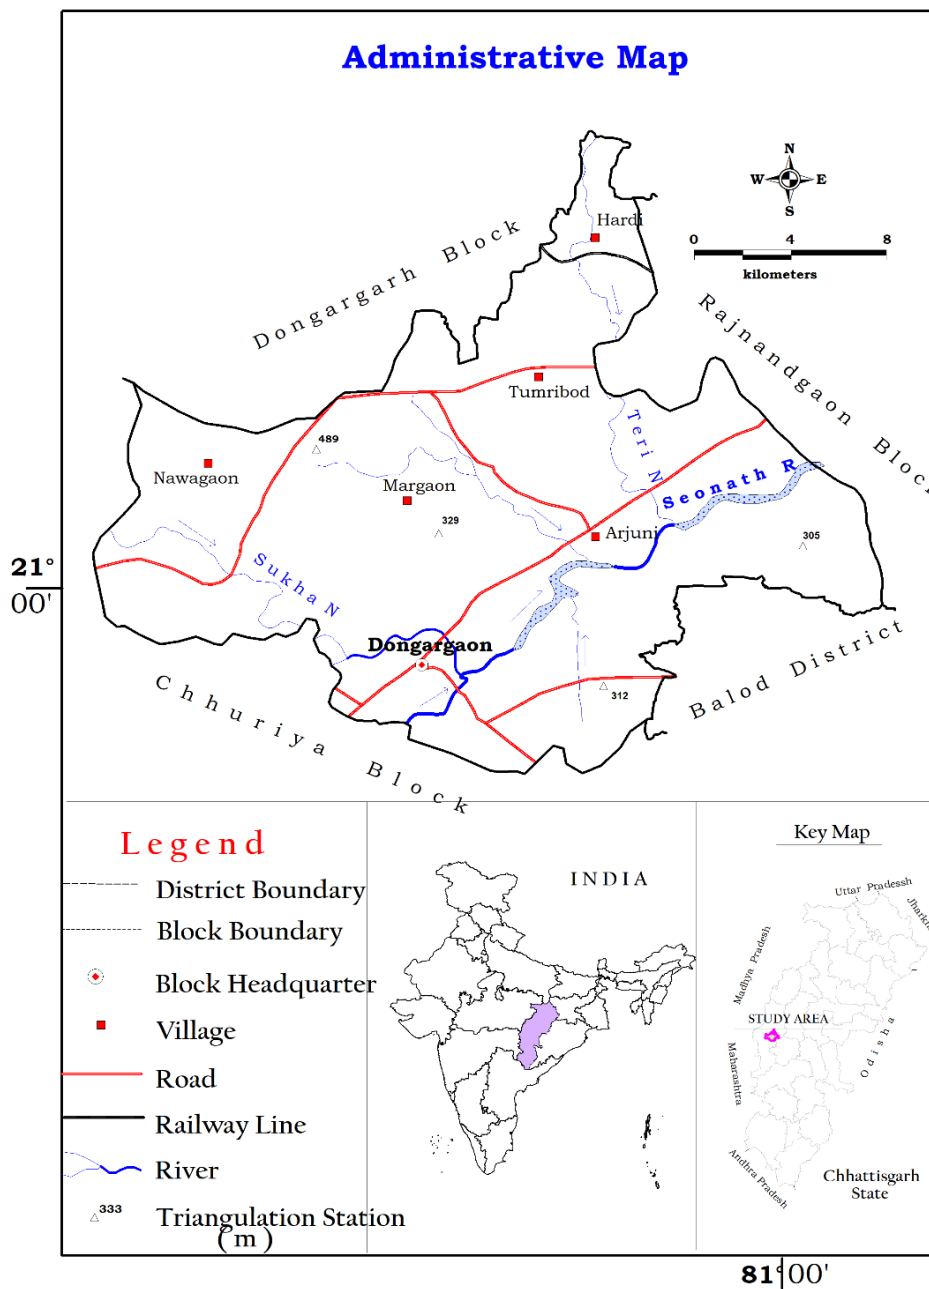 Administrative Map
N
W E
S
Hardi
0 4 8
kilometers
Dongargarh Block
Rajnandgaon Block
Tumribod
Teri N
489
Nawagaon
Margaon
Seonath R
329
Arjuni
305
21°
00'
Sukha N
Dongargaon
312
Balod District
Chhuriya Block
Legend
District Boundary
Block Boundary
Block Headquarter
Village
Road
Railway Line
River
333
Triangulation Station
(m)
INDIA
Key Map
Uttar Pradessh
Jharkh
Madhya Pradesh
STUDY AREA
Odisha
Maharashtra
Andhra Pradesh
Chhattisgarh
State
81°00'